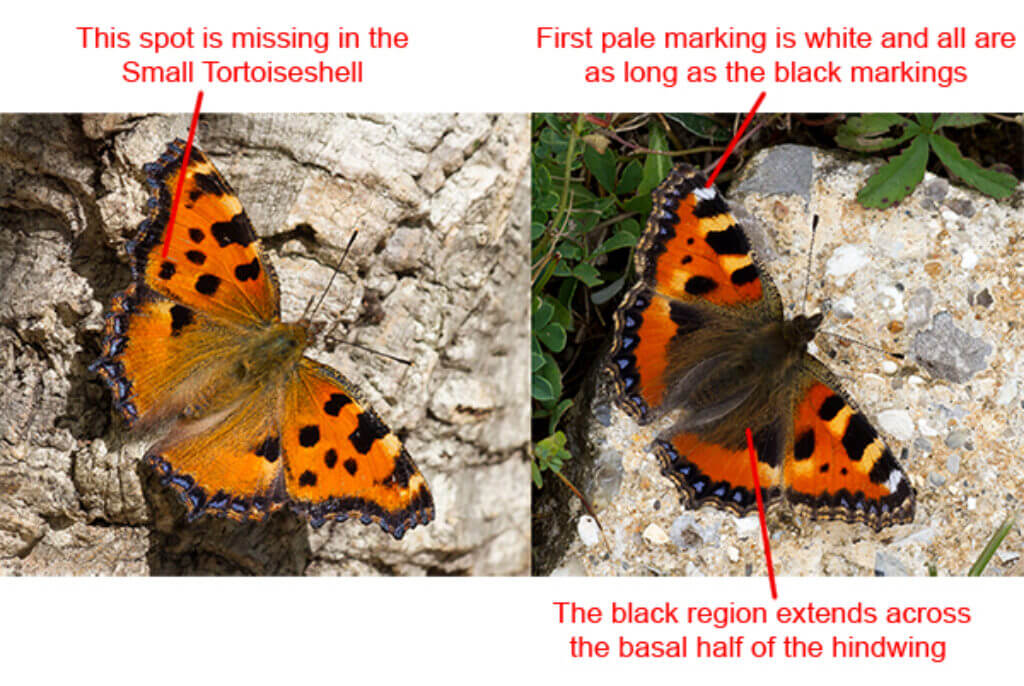 This spot is missing in the
Small Tortoiseshell
First pale marking is white and all are
as long as the black markings
The black region extends across
the basal half of the hindwing